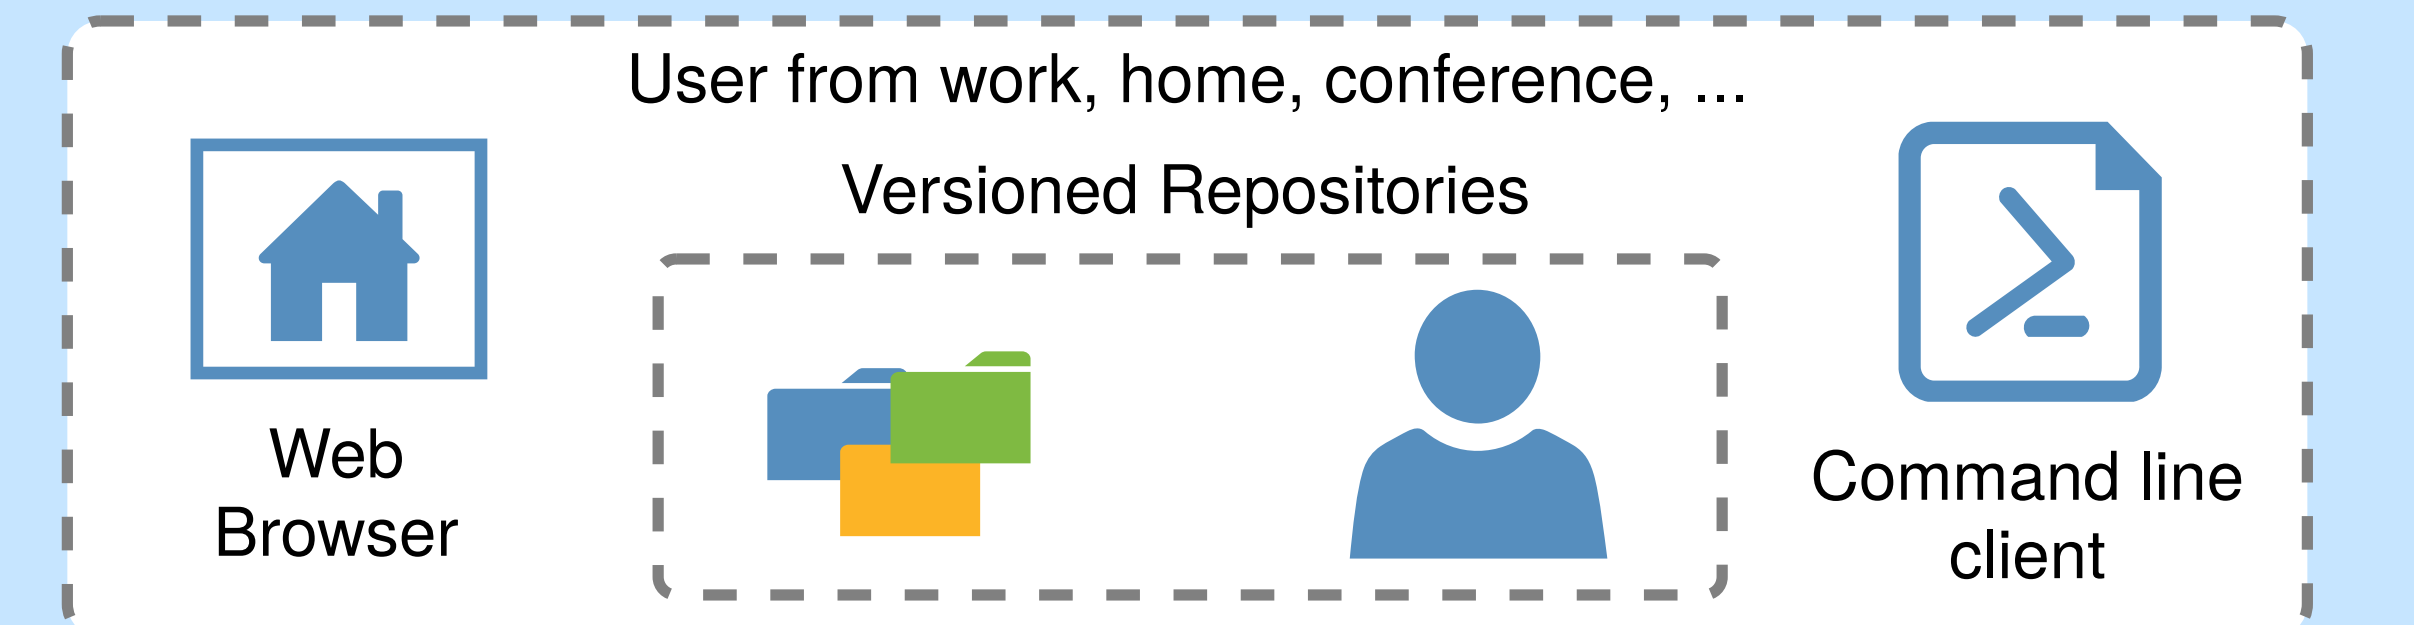 User from work, home, conference, ...
Versioned Repositories
Web
Browser
Command line
client